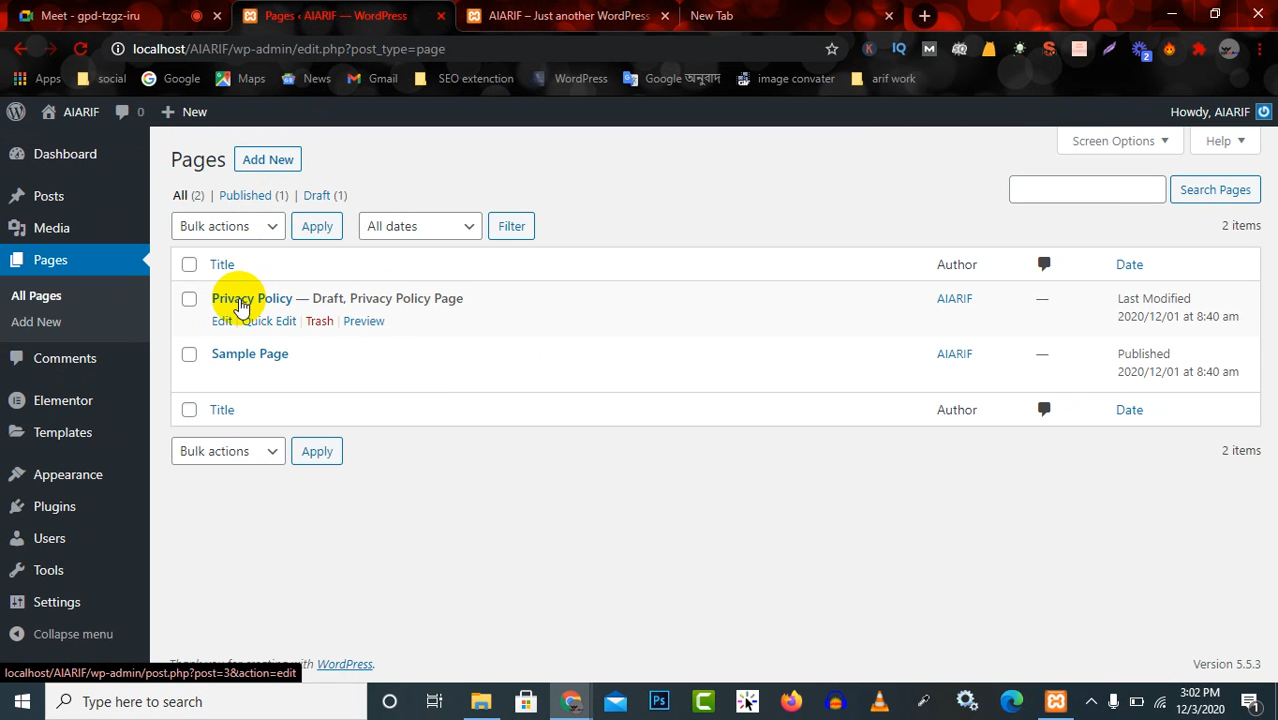 Meet - gpd-tzgz-iru
Pages ‹ AIARIF — WordPress
AIARIF – Just another WordPress
New Tab
localhost/AIARIF/wp-admin/edit.php?post_type=page
Apps
social
Google
Maps
News
Gmail
SEO extenction
WordPress
Google অনুবাদ
image convater
arif work
AIARIF
0
New
Howdy, AIARIF
Dashboard
Posts
Media
Pages
All Pages
Add New
Comments
Elementor
Templates
Appearance
Plugins
Users
Tools
Settings
Collapse menu
Screen Options
Help
Pages
Add New
All (2) | Published (1) | Draft (1)
Search Pages
Bulk actions
Apply
All dates
Filter
2 items
Title
Author
Date
Privacy Policy — Draft, Privacy Policy Page
AIARIF
—
Last Modified
2020/12/01 at 8:40 am
Edit | Quick Edit | Trash | Preview
Sample Page
AIARIF
—
Published
2020/12/01 at 8:40 am
Title
Author
Date
Bulk actions
Apply
2 items
WordPress.
Version 5.5.3
localhost/AIARIF/wp-admin/post.php?post=3&action=edit
Type here to search
3:02 PM
12/3/2020